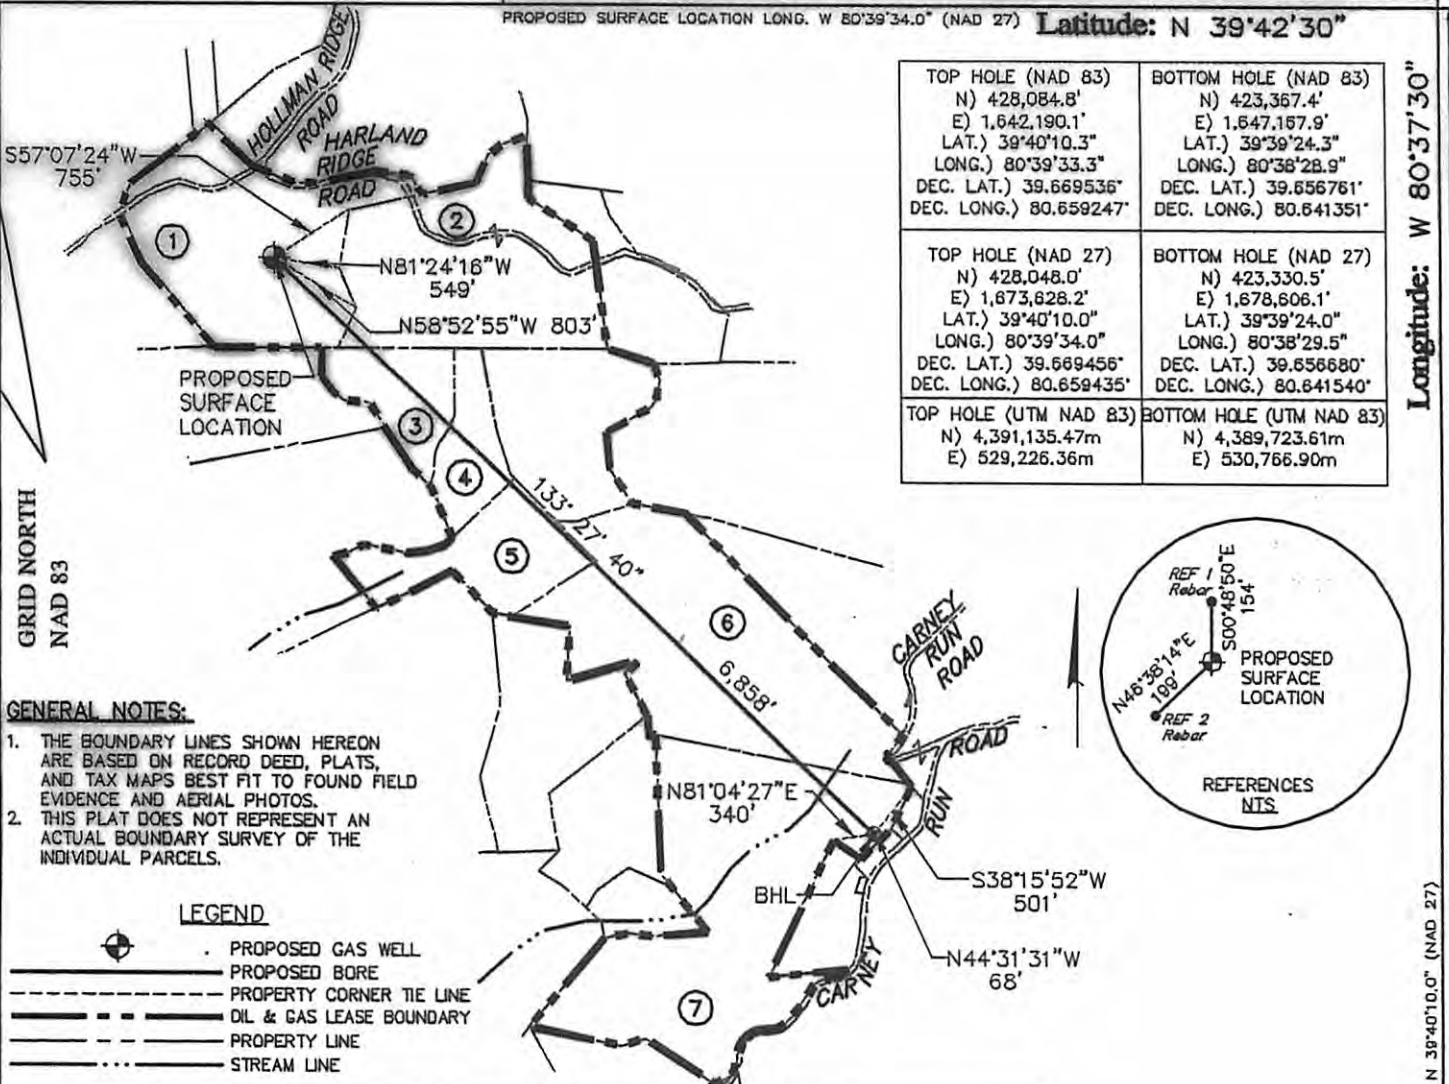 PROPOSED SURFACE LOCATION LONG. W 80°39'34.0" (NAD 27)
Latitude: N 39°42'30"
Longitude: W 80°37'30"
N 39°40'10.0" (NAD 27)
TOP HOLE (NAD 83)
N) 428,084.8'
E) 1,642,190.1'
LAT.) 39°40'10.3"
LONG.) 80°39'33.3"
DEC. LAT.) 39.669536°
DEC. LONG.) 80.659247°
BOTTOM HOLE (NAD 83)
N) 423,367.4'
E) 1,647,167.9'
LAT.) 39°39'24.3"
LONG.) 80°38'28.9"
DEC. LAT.) 39.656761°
DEC. LONG.) 80.641351°
TOP HOLE (NAD 27)
N) 428,048.0'
E) 1,673,628.2'
LAT.) 39°40'10.0"
LONG.) 80°39'34.0"
DEC. LAT.) 39.669456°
DEC. LONG.) 80.659435°
BOTTOM HOLE (NAD 27)
N) 423,330.5'
E) 1,678,606.1'
LAT.) 39°39'24.0"
LONG.) 80°38'29.5"
DEC. LAT.) 39.656680°
DEC. LONG.) 80.641540°
TOP HOLE (UTM NAD 83)
N) 4,391,135.47m
E) 529,226.36m
BOTTOM HOLE (UTM NAD 83)
N) 4,389,723.61m
E) 530,766.90m
HOLLMAN RIDGE
ROAD
HARLAND
RIDGE
ROAD
S57°07'24"W
755'
1
2
N81°24'16"W
549'
N58°52'55"W 803'
PROPOSED
SURFACE
LOCATION
3
4
5
133° 27' 40"
6
6,858'
GRID NORTH
NAD 83
CARNEY
RUN
ROAD
ROAD
RUN
CARNEY
N81°04'27"E
340'
BHL
S38°15'52"W
501'
N44°31'31"W
68'
7
REF 1
Rebar
S00°48'50"E
154'
N46°38'14"E
199'
REF 2
Rebar
PROPOSED
SURFACE
LOCATION
REFERENCES
NTS
GENERAL NOTES:
1. THE BOUNDARY LINES SHOWN HEREON
ARE BASED ON RECORD DEED, PLATS,
AND TAX MAPS BEST FIT TO FOUND FIELD
EVIDENCE AND AERIAL PHOTOS.
2. THIS PLAT DOES NOT REPRESENT AN
ACTUAL BOUNDARY SURVEY OF THE
INDIVIDUAL PARCELS.
LEGEND
PROPOSED GAS WELL
PROPOSED BORE
PROPERTY CORNER TIE LINE
OIL & GAS LEASE BOUNDARY
PROPERTY LINE
STREAM LINE